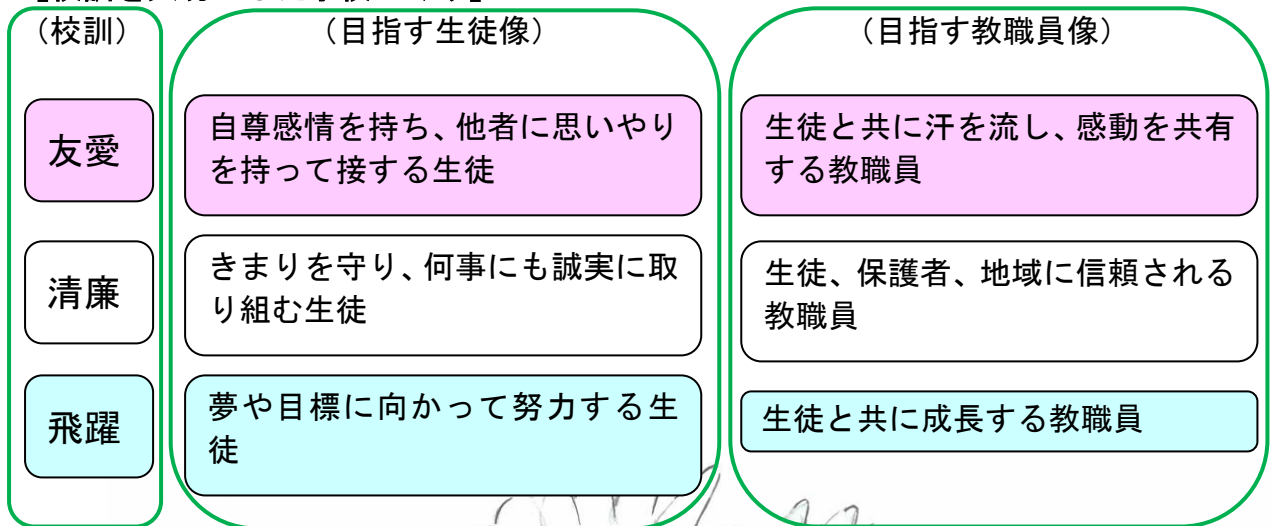 (校訓)
(目指す生徒像)
(目指す教職員像)
友愛
自尊感情を持ち、他者に思いやり
を持って接する生徒
生徒と共に汗を流し、感動を共有
する教職員
清廉
きまりを守り、何事にも誠実に取
り組む生徒
生徒、保護者、地域に信頼される
教職員
飛躍
夢や目標に向かって努力する生
徒
生徒と共に成長する教職員